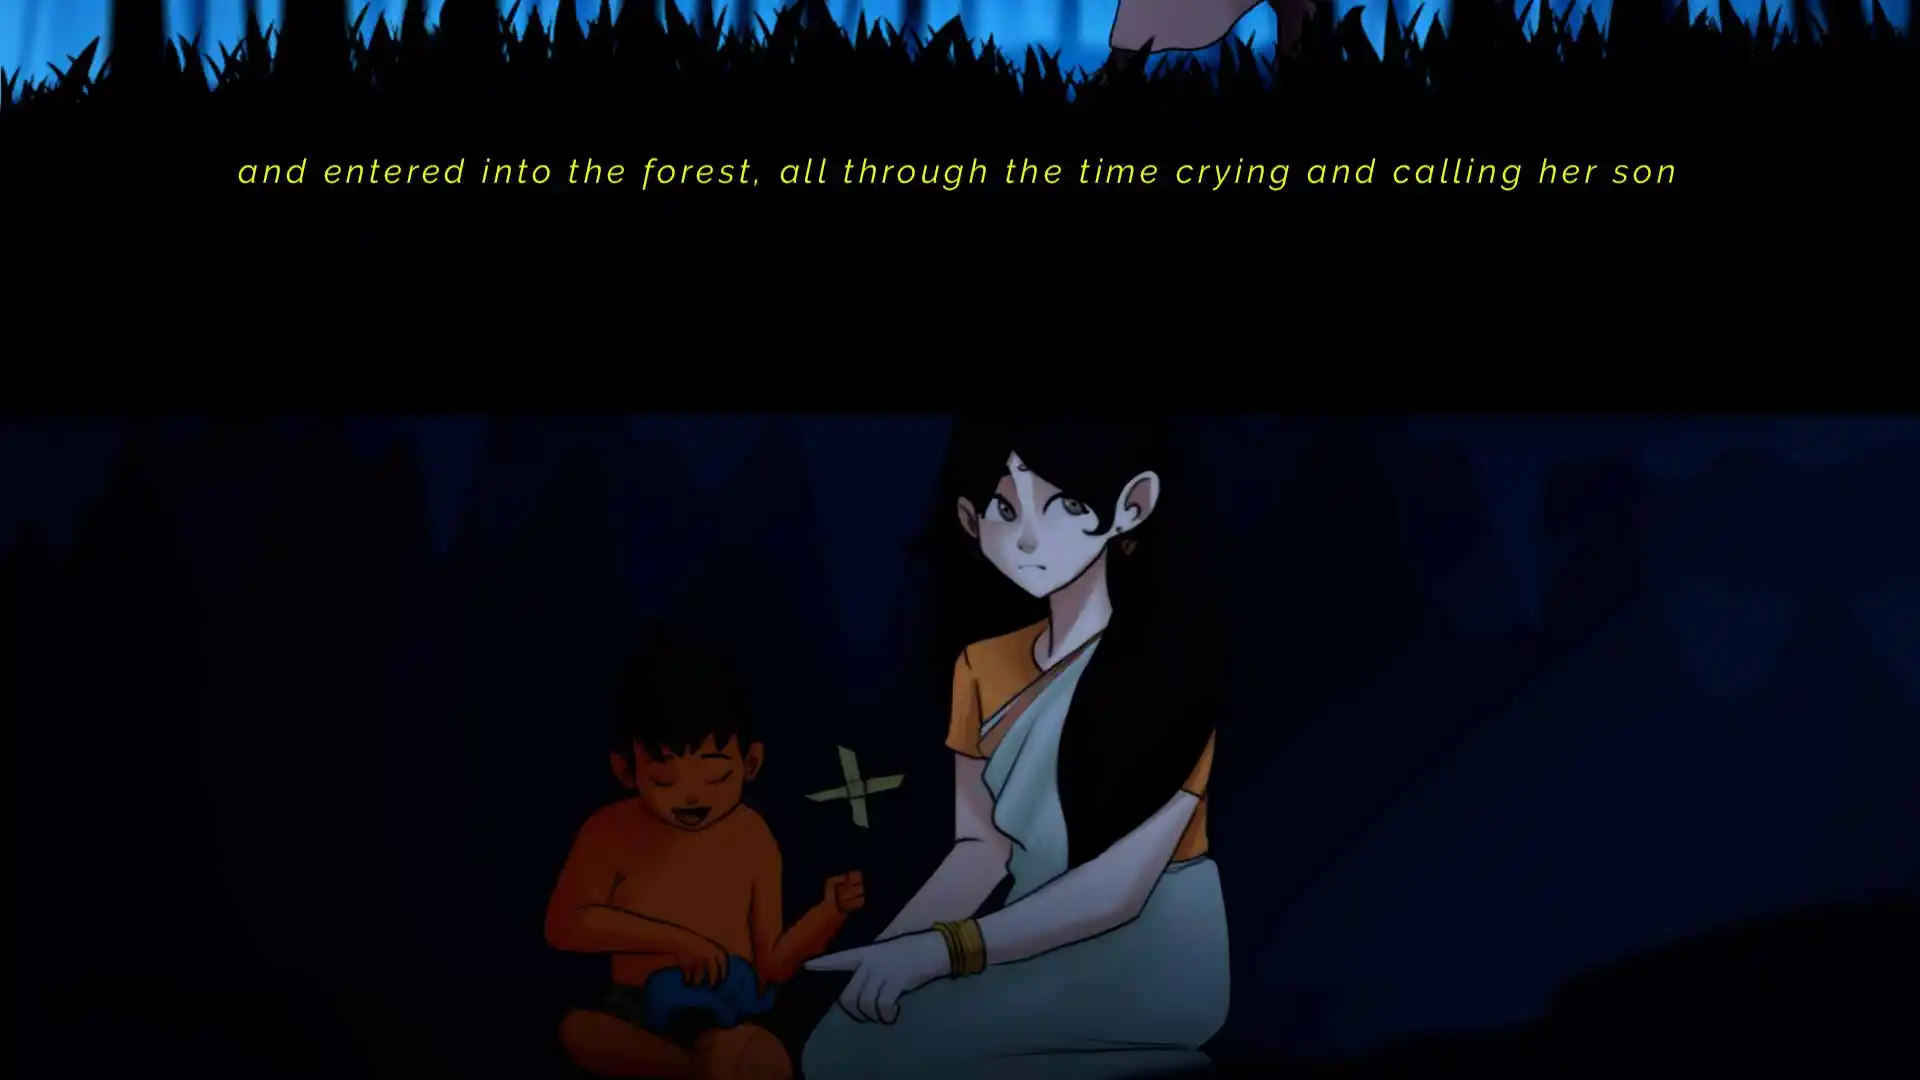 and entered into the forest, all through the time crying and calling her son